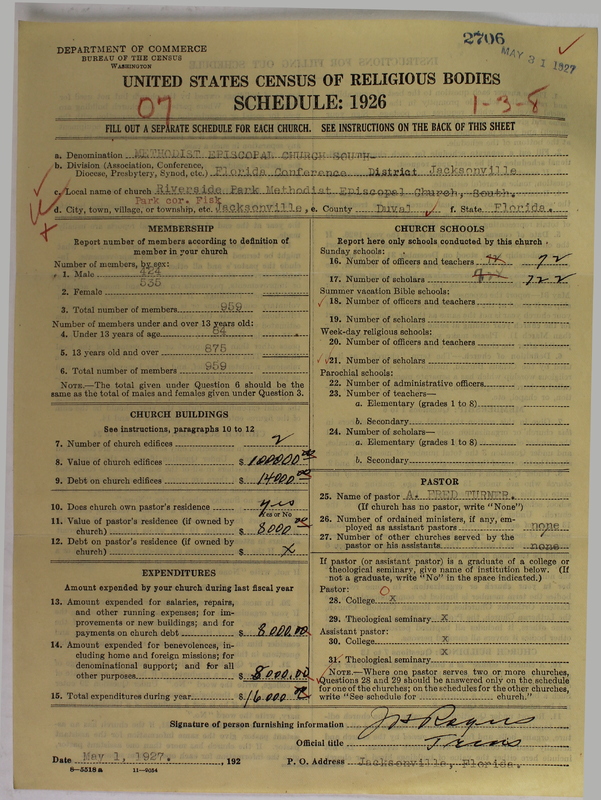 2706
MAY 31 1927
DEPARTMENT OF COMMERCE
BUREAU OF THE CENSUS
WASHINGTON
UNITED STATES CENSUS OF RELIGIOUS BODIES
SCHEDULE: 1926
07
1-3-8
FILL OUT A SEPARATE SCHEDULE FOR EACH CHURCH. SEE INSTRUCTIONS ON THE BACK OF THIS SHEET
a. Denomination METHODIST EPISCOPAL CHURCH SOUTH
b. Division (Association, Conference, Diocese, Presbytery, Synod, etc.) Florida Conference District Jacksonville
c. Local name of church Riverside Park Methodist Episcopal Church, South.
Park cor. Fisk
d. City, town, village, or township, etc. Jacksonville, e. County Duval f. State Florida.
MEMBERSHIP
Report number of members according to definition of member in your church
Number of members, by sex:
1. Male 424
535
2. Female
3. Total number of members 959
Number of members under and over 13 years old:
4. Under 13 years of age 84
5. 13 years old and over 875
6. Total number of members 959
NOTE.—The total given under Question 6 should be the same as the total of males and females given under Question 3.
CHURCH BUILDINGS
See instructions, paragraphs 10 to 12
7. Number of church edifices 2
8. Value of church edifices $ 100000.00
9. Debt on church edifices $ 14000.00
10. Does church own pastor's residence yes
Yes or No
11. Value of pastor's residence (if owned by church) $ 8000.00
12. Debt on pastor's residence (if owned by church) $ X
EXPENDITURES
Amount expended by your church during last fiscal year
13. Amount expended for salaries, repairs, and other running expenses; for improvements or new buildings; and for payments on church debt $ 8000.00
14. Amount expended for benevolences, including home and foreign missions; for denominational support; and for all other purposes $ 8000.00
15. Total expenditures during year $ 16000.00
CHURCH SCHOOLS
Report here only schools conducted by this church
Sunday schools:
16. Number of officers and teachers 72
17. Number of scholars 722
Summer vacation Bible schools:
18. Number of officers and teachers
19. Number of scholars
Week-day religious schools:
20. Number of officers and teachers
21. Number of scholars
Parochial schools:
22. Number of administrative officers
23. Number of teachers—
a. Elementary (grades 1 to 8)
b. Secondary
24. Number of scholars—
a. Elementary (grades 1 to 8)
b. Secondary
PASTOR
25. Name of pastor A. FRED TURNER.
(If church has no pastor, write "None")
26. Number of ordained ministers, if any, employed as assistant pastors none
27. Number of other churches served by the pastor or his assistants none
If pastor (or assistant pastor) is a graduate of a college or theological seminary, give name of institution below. (If not a graduate, write "No" in the space indicated.)
Pastor:
28. College x
29. Theological seminary x
Assistant pastor:
30. College x
x
31. Theological seminary
NOTE.—Where one pastor serves two or more churches, Questions 28 and 29 should be answered only on the schedule for one of the churches; on the schedules for the other churches, write "See schedule for church."
Signature of person furnishing information J H Rogers
Official title Treas
Date May 1, 1927. , 192
P. O. Address Jacksonville, Florida.
8-5518a 11-9054